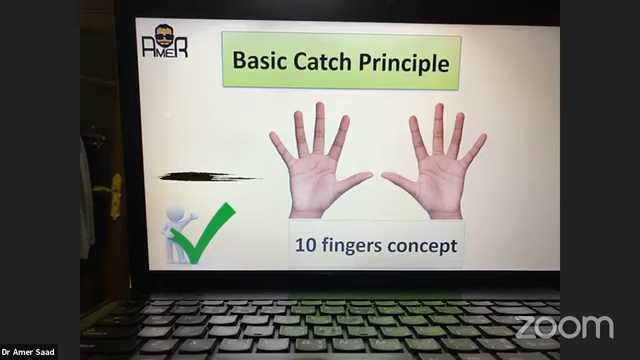 AMER
Basic Catch Principle
10 fingers concept
zoom
Dr Amer Saad